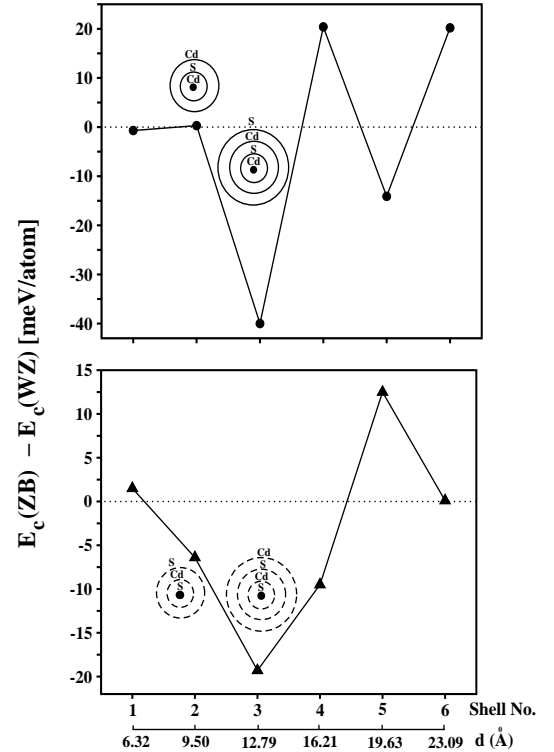 E_c(ZB) − E_c(WZ) [meV/atom]
20
10
0
-10
-20
-30
-40
Cd
S
Cd
S
Cd
S
Cd
15
10
5
0
-5
-10
-15
-20
S
Cd
S
Cd
S
Cd
S
1 2 3 4 5 6 Shell No.
6.32 9.50 12.79 16.21 19.63 23.09 d (Å)